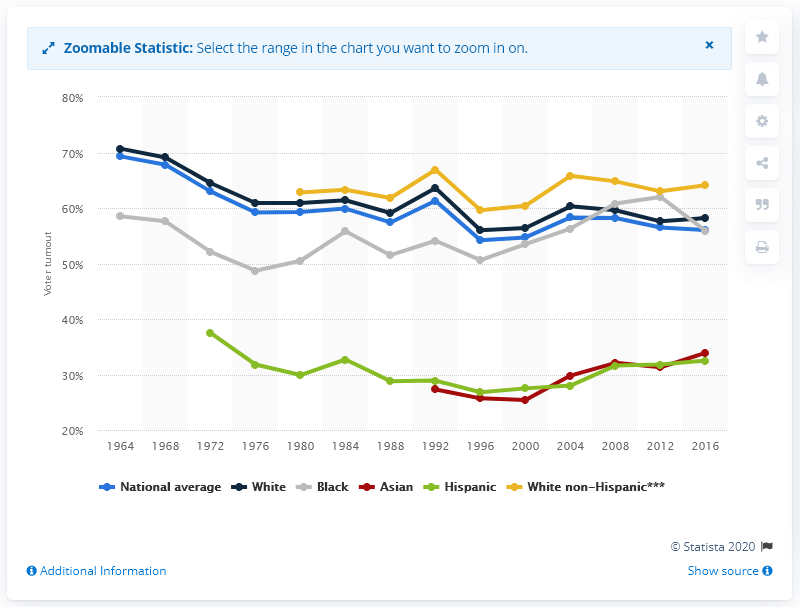 Zoomable Statistic: Select the range in the chart you want to zoom in on.
×
80%
70%
60%
50%
40%
30%
20%
Voter turnout
1964 1968 1972 1976 1980 1984 1988 1992 1996 2000 2004 2008 2012 2016
National average White Black Asian Hispanic White non-Hispanic***
© Statista 2020
Additional Information
Show source